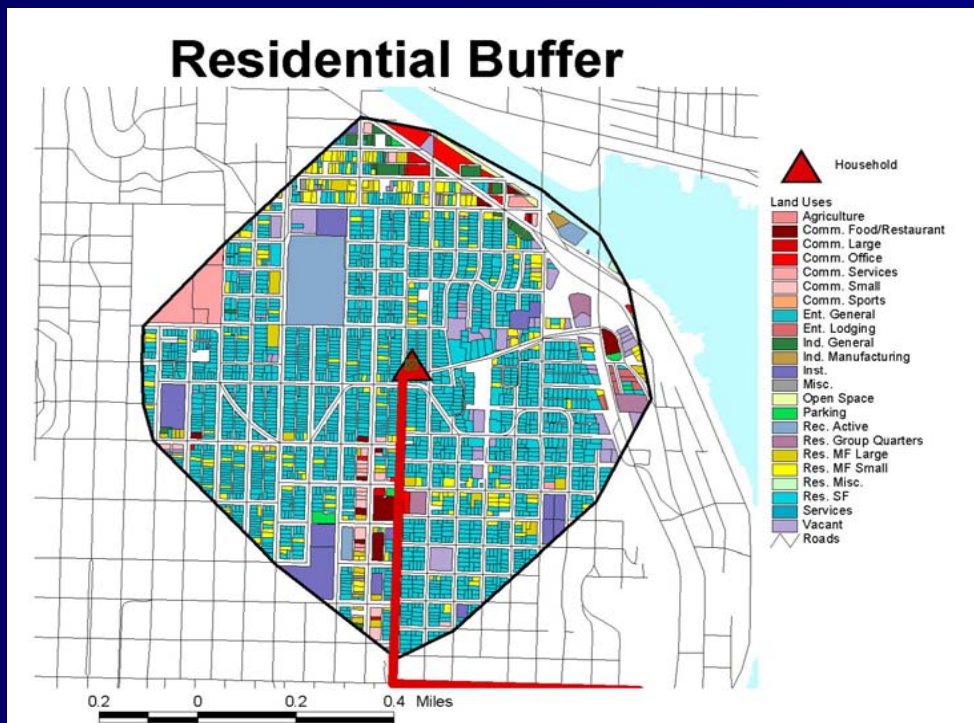 Residential Buffer
Household
Land Uses
Agriculture
Comm. Food/Restaurant
Comm. Large
Comm. Office
Comm. Services
Comm. Small
Comm. Sports
Ent. General
Ent. Lodging
Ind. General
Ind. Manufacturing
Inst.
Misc.
Open Space
Parking
Rec. Active
Res. Group Quarters
Res. MF Large
Res. MF Small
Res. Misc.
Res. SF
Services
Vacant
Roads
0.2 0 0.2 0.4 Miles